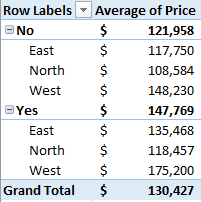 Row Labels Average of Price
No $ 121,958
East $ 117,750
North $ 108,584
West $ 148,230
Yes $ 147,769
East $ 135,468
North $ 118,457
West $ 175,200
Grand Total $ 130,427